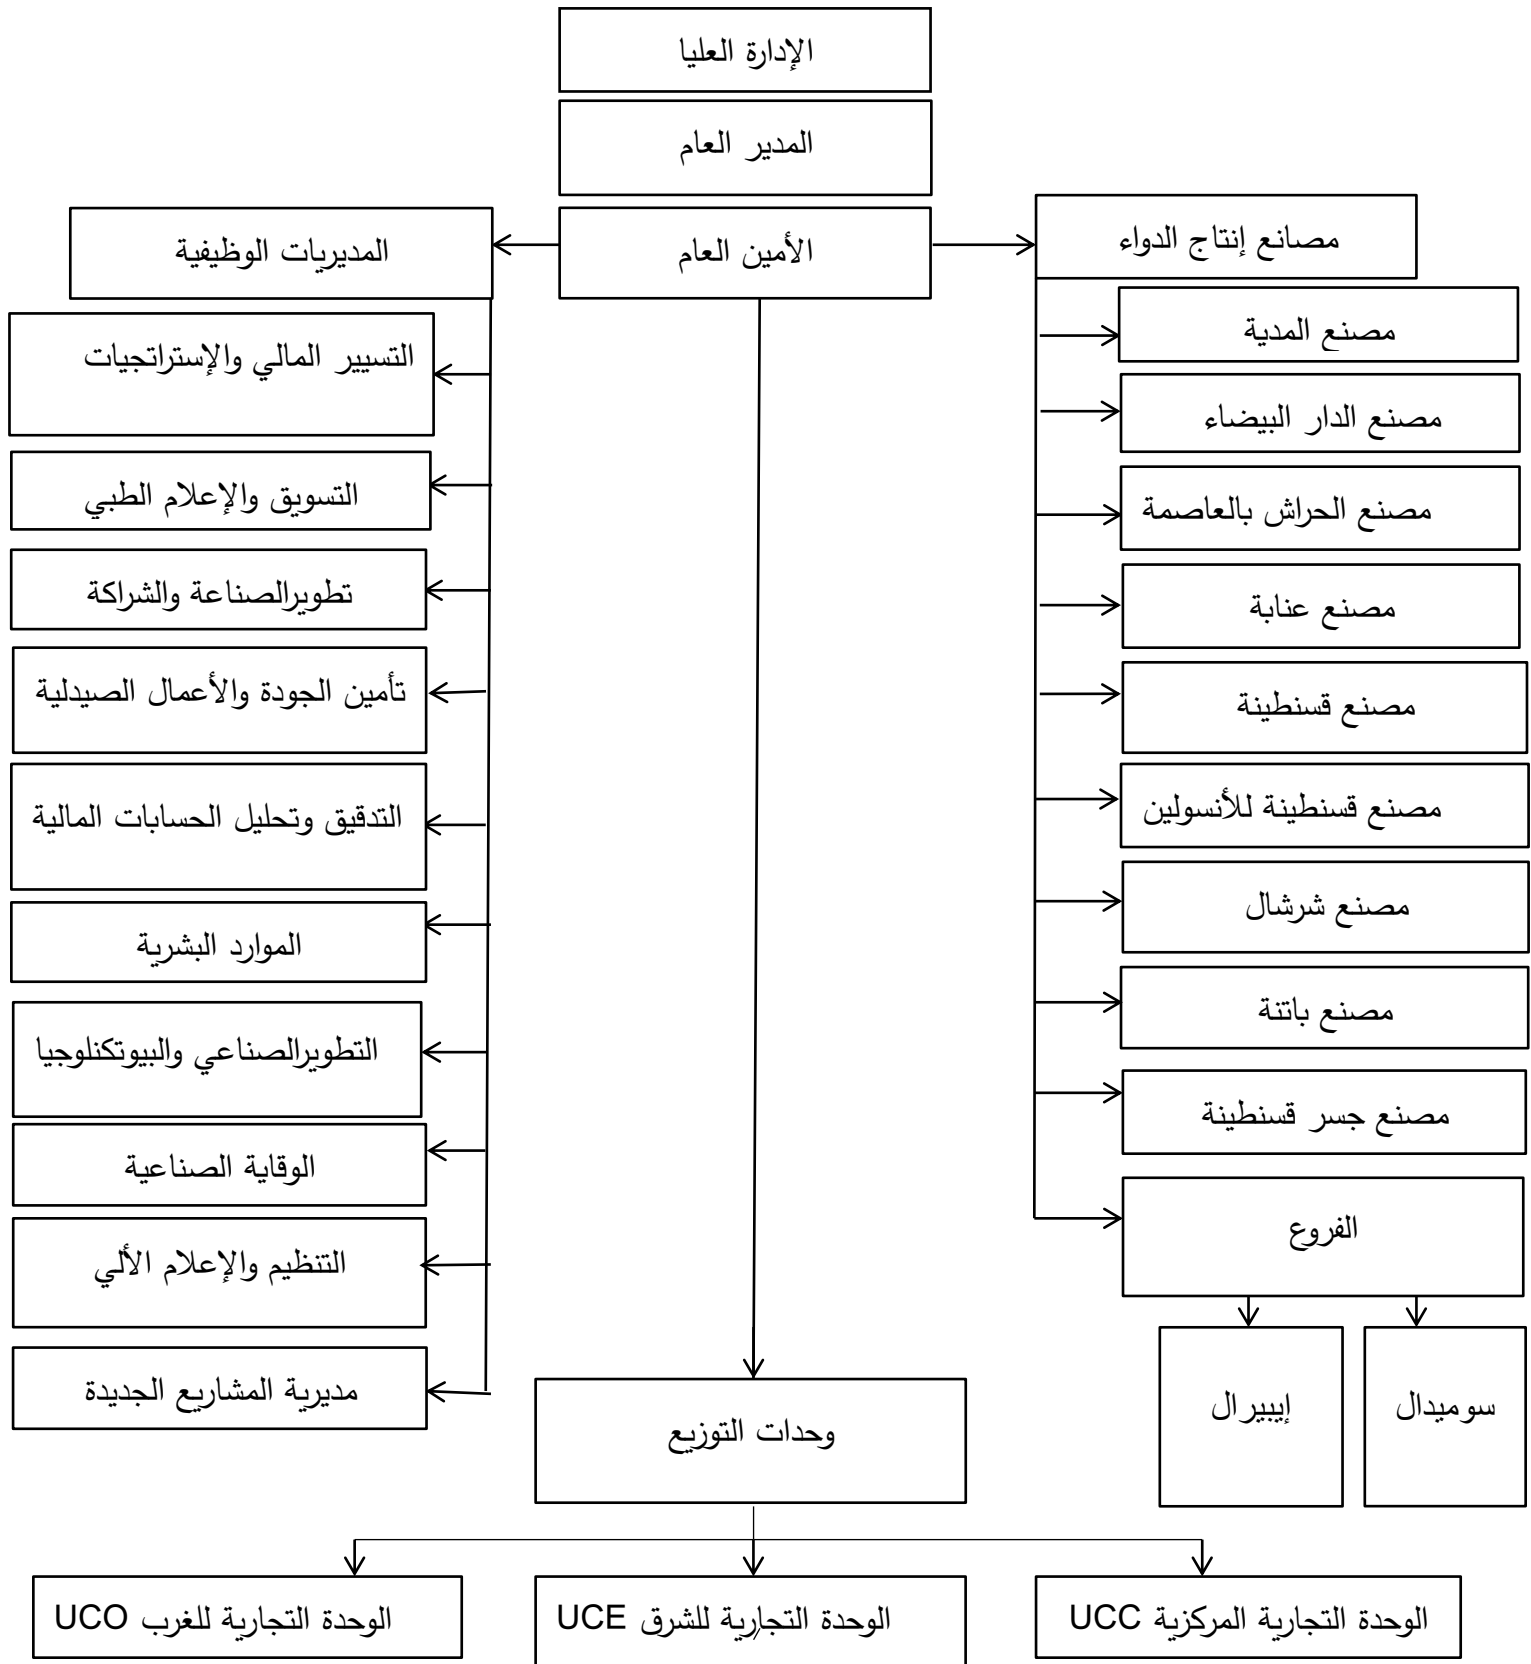 الإدارة العليا
المدير العام
الأمين العام
مصانع إنتاج الدواء
مصنع المدية
مصنع الدار البيضاء
مصنع الحراش بالعاصمة
مصنع عنابة
مصنع قسنطينة
مصنع قسنطينة للأنسولين
مصنع شرشال
مصنع باتنة
مصنع جسر قسنطينة
الفروع
سوميدال
إيبيرال
المديريات الوظيفية
التسيير المالي والإستراتجيات
التسويق والإعلام الطبي
تطويرالصناعة والشراكة
تأمين الجودة والأعمال الصيدلية
التدقيق وتحليل الحسابات المالية
الموارد البشرية
التطويرالصناعي والبيوتكنلوجيا
الوقاية الصناعية
التنظيم والإعلام الألي
مديرية المشاريع الجديدة
وحدات التوزيع
الوحدة التجارية المركزية UCC
الوحدة التجارية للشرق UCE
الوحدة التجارية للغرب UCO